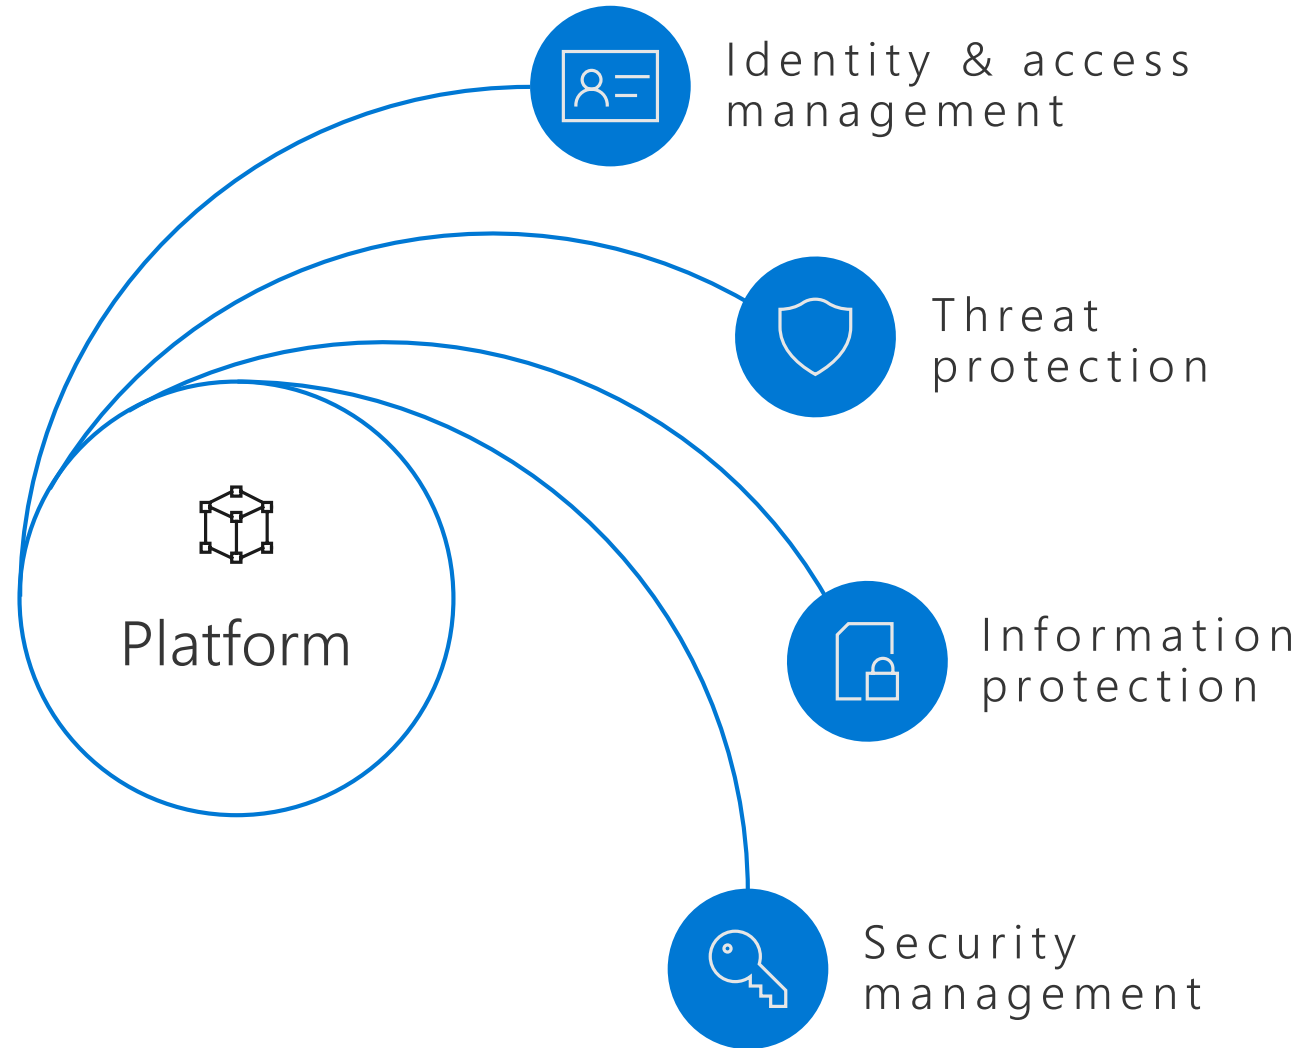 Identity & access
management
Threat
protection
Platform
Information
protection
Security
management